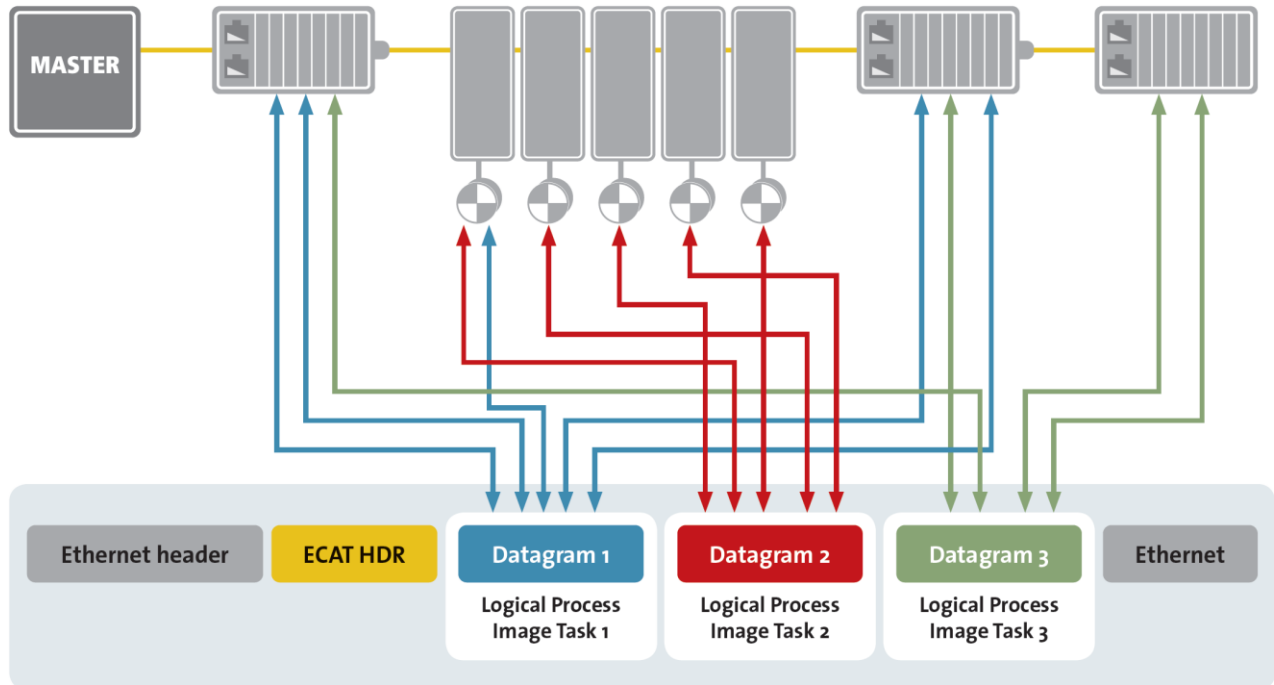 MASTER
Ethernet header
ECAT HDR
Datagram 1
Datagram 2
Datagram 3
Ethernet
Logical Process
Image Task 1
Logical Process
Image Task 2
Logical Process
Image Task 3